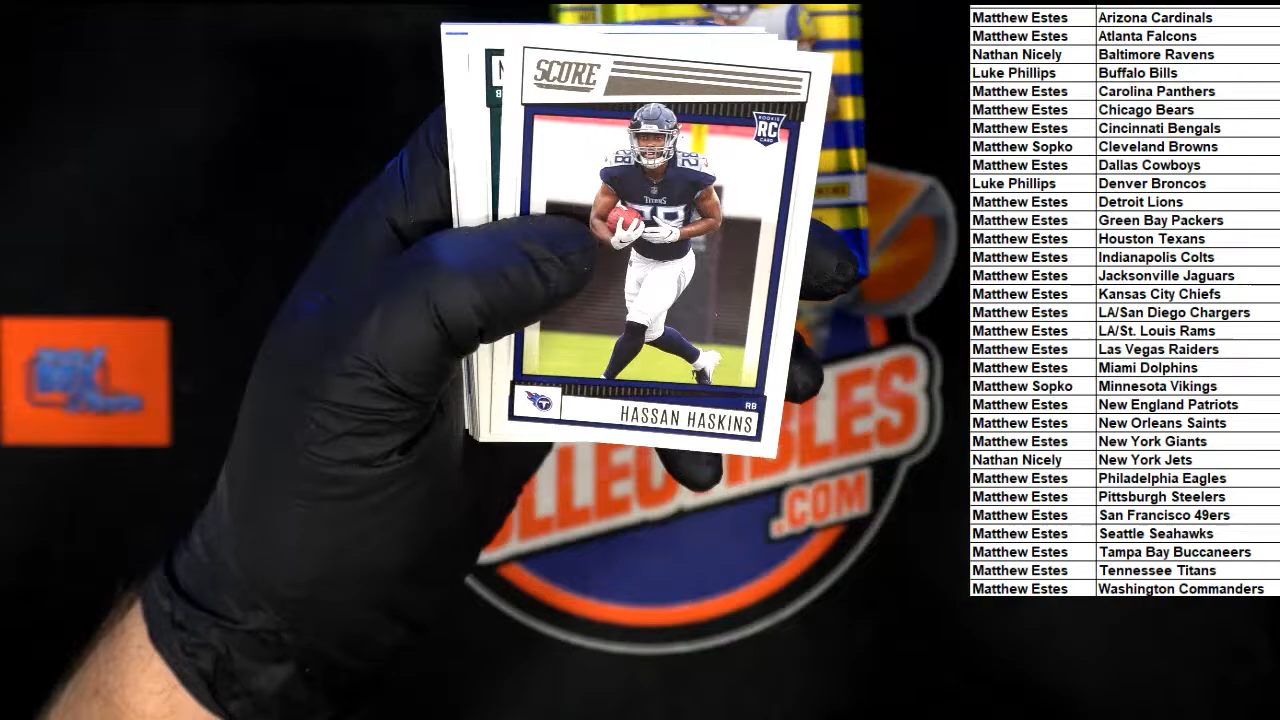 SCORE
ROOKIE
RC
CARD
28
28
TITANS
28
RB
HASSAN HASKINS
OLLECTIBLES
.COM
Matthew Estes Arizona Cardinals
Matthew Estes Atlanta Falcons
Nathan Nicely Baltimore Ravens
Luke Phillips Buffalo Bills
Matthew Estes Carolina Panthers
Matthew Estes Chicago Bears
Matthew Estes Cincinnati Bengals
Matthew Sopko Cleveland Browns
Matthew Estes Dallas Cowboys
Luke Phillips Denver Broncos
Matthew Estes Detroit Lions
Matthew Estes Green Bay Packers
Matthew Estes Houston Texans
Matthew Estes Indianapolis Colts
Matthew Estes Jacksonville Jaguars
Matthew Estes Kansas City Chiefs
Matthew Estes LA/San Diego Chargers
Matthew Estes LA/St. Louis Rams
Matthew Estes Las Vegas Raiders
Matthew Estes Miami Dolphins
Matthew Sopko Minnesota Vikings
Matthew Estes New England Patriots
Matthew Estes New Orleans Saints
Matthew Estes New York Giants
Nathan Nicely New York Jets
Matthew Estes Philadelphia Eagles
Matthew Estes Pittsburgh Steelers
Matthew Estes San Francisco 49ers
Matthew Estes Seattle Seahawks
Matthew Estes Tampa Bay Buccaneers
Matthew Estes Tennessee Titans
Matthew Estes Washington Commanders